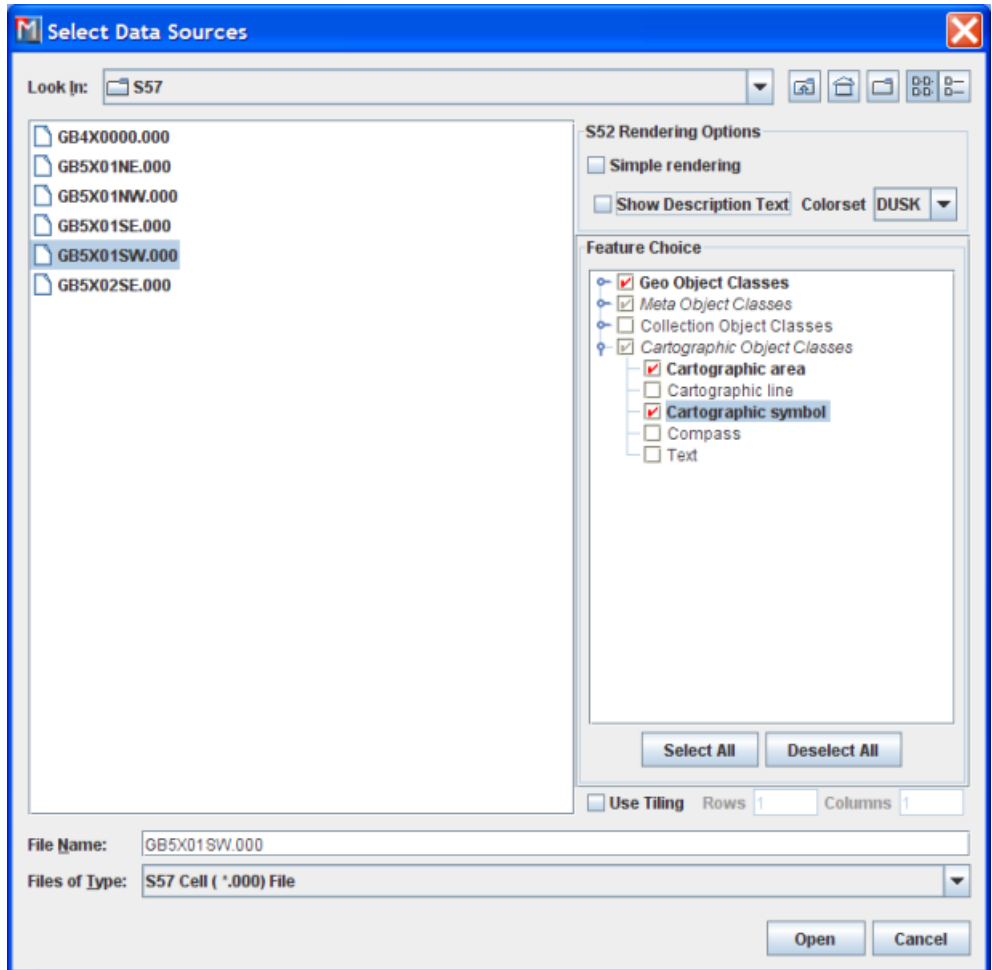 Select Data Sources
Look In: S57
GB4X0000.000
GB5X01NE.000
GB5X01NW.000
GB5X01SE.000
GB5X01SW.000
GB5X02SE.000
S52 Rendering Options
Simple rendering
Show Description Text Colorset DUSK
Feature Choice
Geo Object Classes
Meta Object Classes
Collection Object Classes
Cartographic Object Classes
Cartographic area
Cartographic line
Cartographic symbol
Compass
Text
Select All Deselect All
Use Tiling Rows 1 Columns 1
File Name: GB5X01SW.000
Files of Type: S57 Cell ( *.000) File
Open Cancel